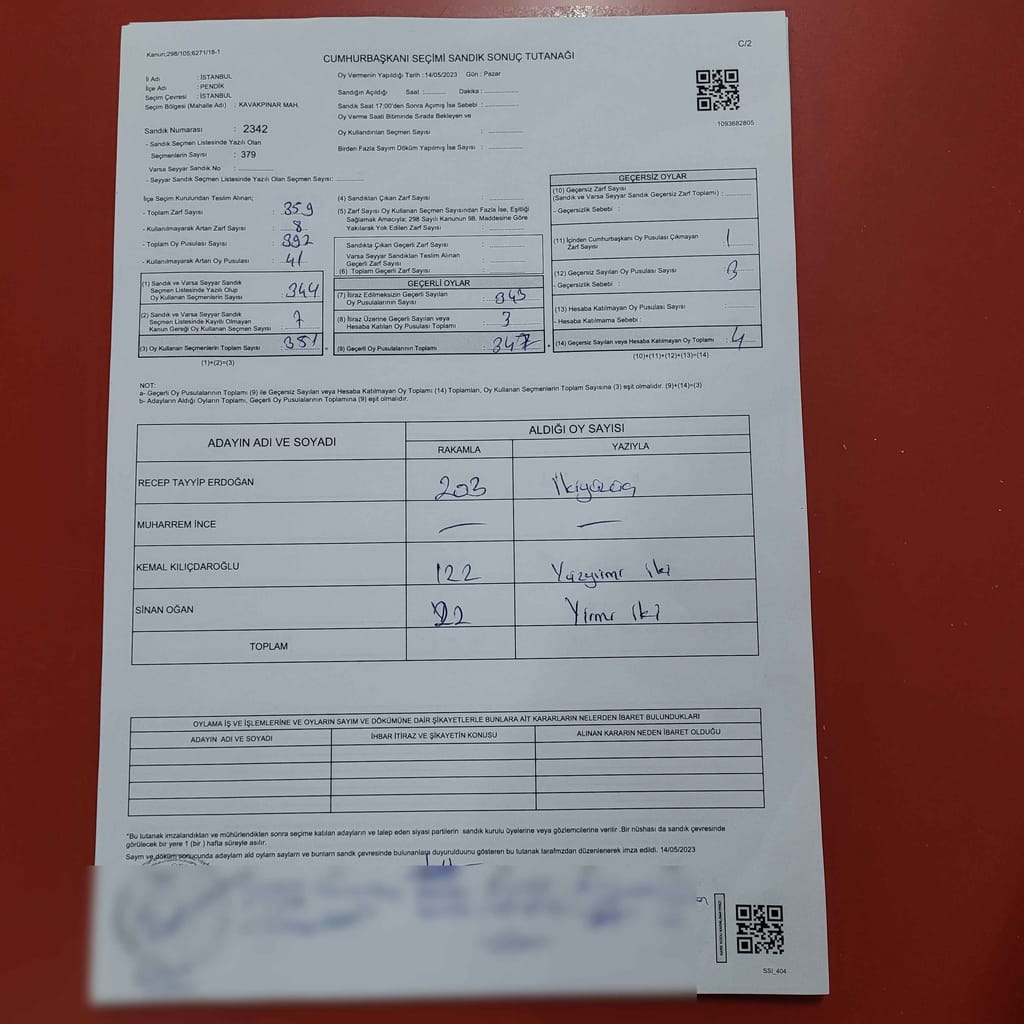 Kanun:298/105;6271/18-1
C/2
CUMHURBAŞKANI SEÇİMİ SANDIK SONUÇ TUTANAĞI
İl Adı : İSTANBUL
İlçe Adı : PENDİK
Seçim Çevresi : İSTANBUL
Seçim Bölgesi (Mahalle Adı) : KAVAKPINAR MAH.
Oy Vermenin Yapıldığı Tarih :14/05/2023 Gün : Pazar
Sandığın Açıldığı Saat :........ Dakika :............
Sandık Saat 17:00'den Sonra Açımış İse Sebebi :............
Oy Verme Saati Bitiminde Sırada Bekleyen ve
Oy Kullandırılan Seçmen Sayısı :............
Birden Fazla Sayım Döküm Yapılmış İse Sayısı :............
1093682805
Sandık Numarası : 2342
- Sandık Seçmen Listesinde Yazılı Olan
Seçmenlerin Sayısı : 379
Varsa Seyyar Sandık No :............
- Seyyar Sandık Seçmen Listesinde Yazılı Olan Seçmen Sayısı:.........
İlçe Seçim Kurulundan Teslim Alınan;
- Toplam Zarf Sayısı : 359
- Kullanılmayarak Artan Zarf Sayısı : 8
- Toplam Oy Pusulası Sayısı : 392
- Kullanılmayarak Artan Oy Pusulası : 41
(1) Sandık ve Varsa Seyyar Sandık
Seçmen Listesinde Yazılı Olup
Oy Kullanan Seçmenlerin Sayısı : 344
(2) Sandık ve Varsa Seyyar Sandık
Seçmen Listesinde Kayıtlı Olmayan
Kanun Gereği Oy Kullanan Seçmen Sayısı : 7
(3) Oy Kullanan Seçmenlerin Toplam Sayısı : 351 =
(1)+(2)=(3)
(4) Sandıktan Çıkan Zarf Sayısı :............
(5) Zarf Sayısı Oy Kullanan Seçmen Sayısından Fazla İse, Eşitliği
Sağlamak Amacıyla; 298 Sayılı Kanunun 98. Maddesine Göre
Yakılarak Yok Edilen Zarf Sayısı :............
Sandıkta Çıkan Geçerli Zarf Sayısı :............
Varsa Seyyar Sandıktan Teslim Alınan
Geçerli Zarf Sayısı :............
(6) Toplam Geçerli Zarf Sayısı :............
GEÇERLİ OYLAR
(7) İtiraz Edilmeksizin Geçerli Sayılan
Oy Pusulalarının Sayısı :
(8) İtiraz Üzerine Geçerli Sayılan veya
Hesaba Katılan Oy Pusulası Toplamı : 3
(9) Geçerli Oy Pusulalarının Toplamı : 347 +
GEÇERSİZ OYLAR
(10) Geçersiz Zarf Sayısı
(Sandık ve Varsa Seyyar Sandık Geçersiz Zarf Toplamı) :........
- Geçersizlik Sebebi :
(11) İçinden Cumhurbaşkanı Oy Pusulası Çıkmayan
Zarf Sayısı : 1
(12) Geçersiz Sayılan Oy Pusulası Sayısı : 3
- Geçersizlik Sebebi :
(13) Hesaba Katılmayan Oy Pusulası Sayısı :........
- Hesaba Katılmama Sebebi :
(14) Geçersiz Sayılan veya Hesaba Katılmayan Oy Toplamı : 4
(10)+(11)+(12)+(13)=(14)
NOT:
a- Geçerli Oy Pusulalarının Toplamı (9) ile Geçersiz Sayılan veya Hesaba Katılmayan Oy Toplamı (14) Toplamları, Oy Kullanan Seçmenlerin Toplam Sayısına (3) eşit olmalıdır. (9)+(14)=(3)
b- Adayların Aldığı Oyların Toplamı, Geçerli Oy Pusulalarının Toplamına (9) eşit olmalıdır.
ADAYIN ADI VE SOYADI
ALDIĞI OY SAYISI
RAKAMLA YAZIYLA
RECEP TAYYİP ERDOĞAN 203
MUHARREM İNCE — —
KEMAL KILIÇDAROĞLU 122 Yüzyirmi iki
SİNAN OĞAN 22 Yirmi iki
TOPLAM
OYLAMA İŞ VE İŞLEMLERİNE VE OYLARIN SAYIM VE DÖKÜMÜNE DAİR ŞİKAYETLERLE BUNLARA AİT KARARLARIN NELERDEN İBARET BULUNDUKLARI
ADAYIN ADI VE SOYADI İHBAR İTİRAZ VE ŞİKAYETİN KONUSU ALINAN KARARIN NEDEN İBARET OLDUĞU
*Bu tutanak imzalandıktan ve mühürlendikten sonra seçime katılan adayların ve talep eden siyasi partilerin sandık kurulu üyelerine veya gözlemcilerine verilir .Bir nüshası da sandık çevresinde
görülecek bir yere 1 (bir ) hafta süreyle asılır.
Sayım ve döküm sonucunda adayların aldı oyların sayların ve bunların sandk çevresinde bulunanlara duyurulduunu gösteren bu tutanak tarafmzdan düzenlenerek imza edildi. 14/05/2023
SSİ_404